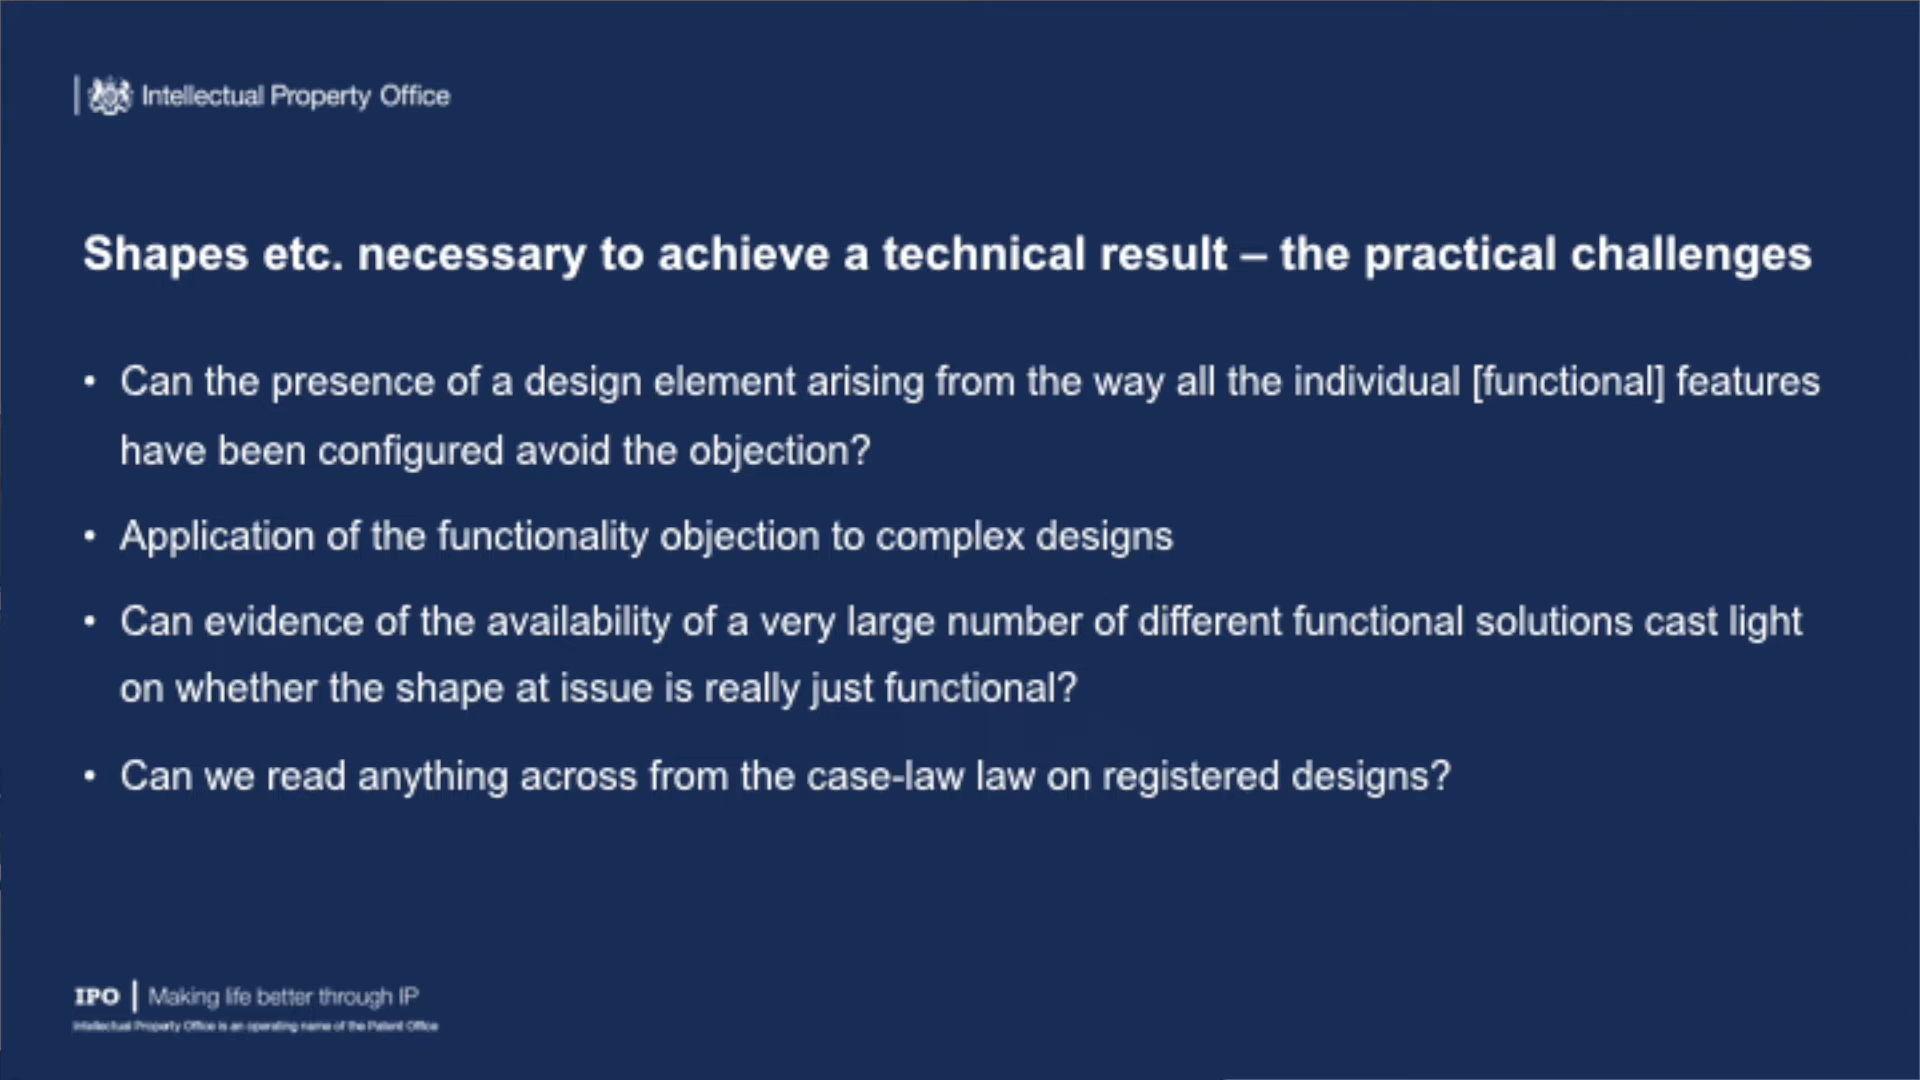 Intellectual Property Office
Shapes etc. necessary to achieve a technical result – the practical challenges
• Can the presence of a design element arising from the way all the individual [functional] features
have been configured avoid the objection?
• Application of the functionality objection to complex designs
• Can evidence of the availability of a very large number of different functional solutions cast light
on whether the shape at issue is really just functional?
• Can we read anything across from the case-law law on registered designs?
IPO | Making life better through IP
Intellectual Property Office is an operating name of the Patent Office